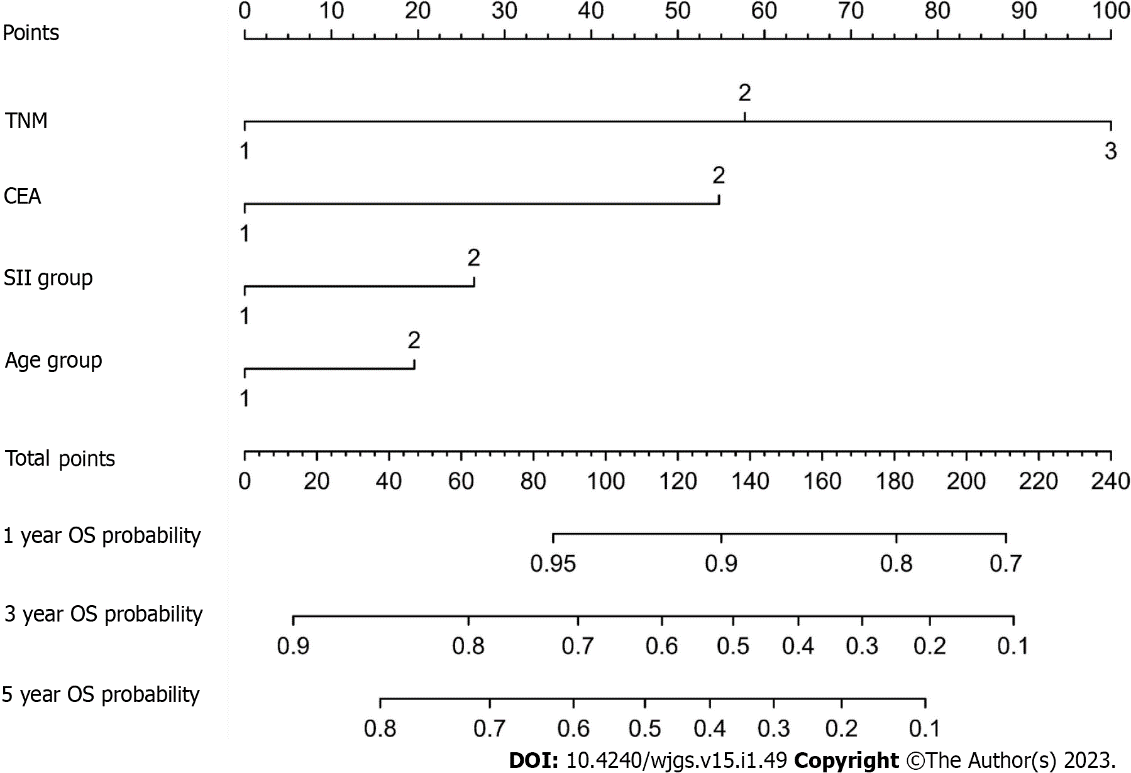 0 10 20 30 40 50 60 70 80 90 100
Points
2
TNM
1 3
2
CEA
1
2
SII group
1
2
Age group
1
Total points
0 20 40 60 80 100 120 140 160 180 200 220 240
1 year OS probability
0.95 0.9 0.8 0.7
3 year OS probability
0.9 0.8 0.7 0.6 0.5 0.4 0.3 0.2 0.1
5 year OS probability
0.8 0.7 0.6 0.5 0.4 0.3 0.2 0.1
DOI: 10.4240/wjgs.v15.i1.49 Copyright ©The Author(s) 2023.